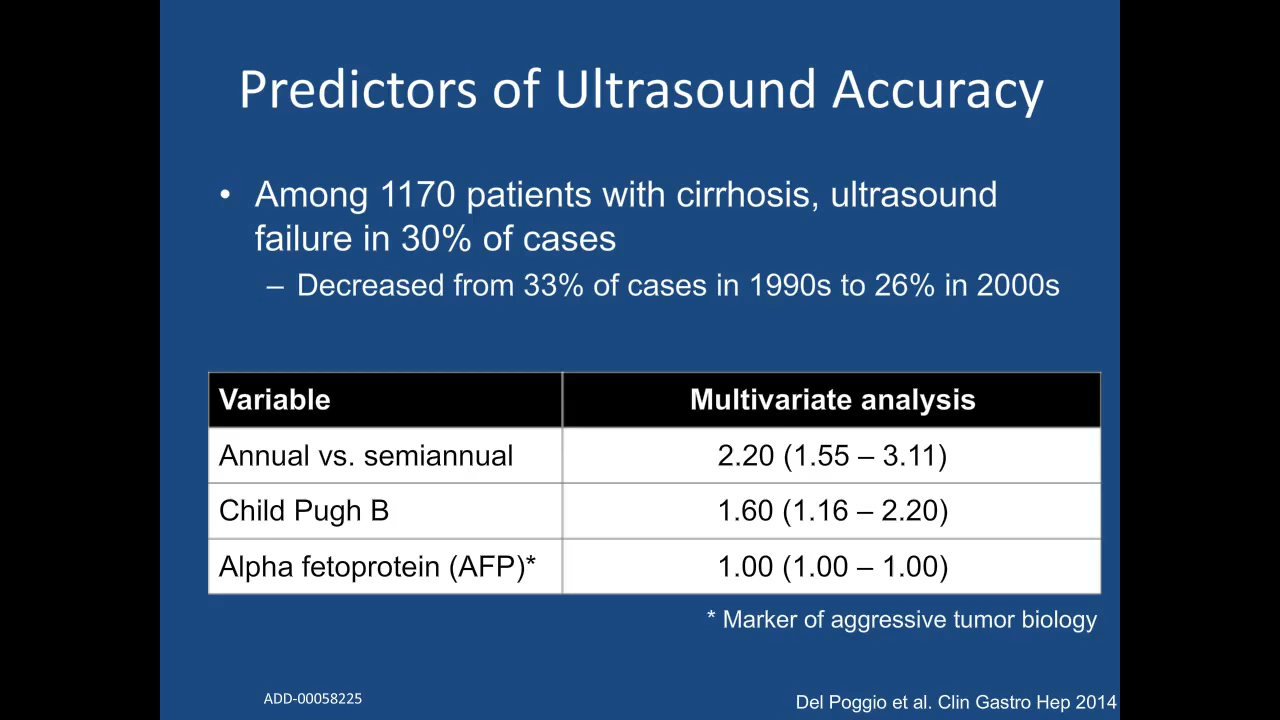 Predictors of Ultrasound Accuracy
• Among 1170 patients with cirrhosis, ultrasound
failure in 30% of cases
– Decreased from 33% of cases in 1990s to 26% in 2000s
Variable Multivariate analysis
Annual vs. semiannual 2.20 (1.55 – 3.11)
Child Pugh B 1.60 (1.16 – 2.20)
Alpha fetoprotein (AFP)* 1.00 (1.00 – 1.00)
* Marker of aggressive tumor biology
ADD-00058225
Del Poggio et al. Clin Gastro Hep 2014